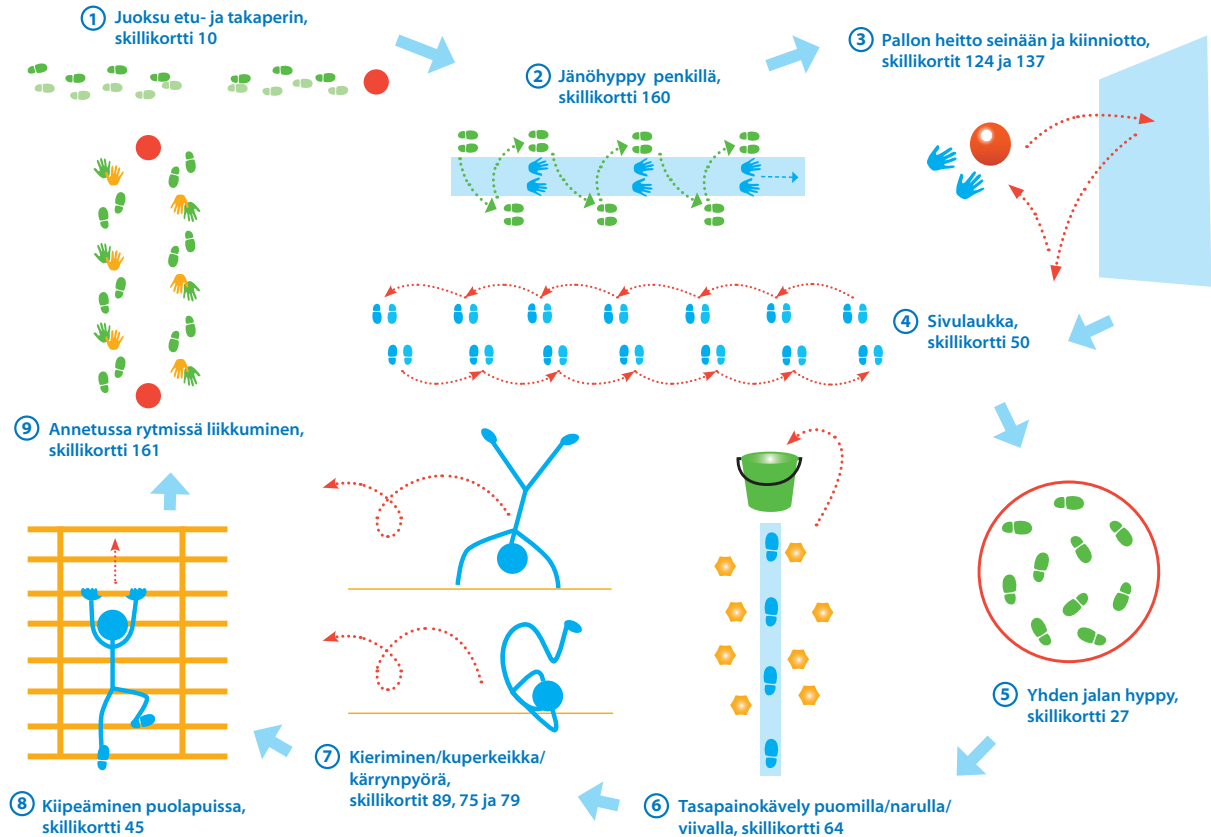 1 Juoksu etu- ja takaperin,
skillikortti 10
2 Jänöhyppy penkillä,
skillikortti 160
3 Pallon heitto seinään ja kiinniotto,
skillikortit 124 ja 137
4 Sivulaukka,
skillikortti 50
5 Yhden jalan hyppy,
skillikortti 27
6 Tasapainokävely puomilla/narulla/
viivalla, skillikortti 64
7 Kieriminen/kuperkeikka/
kärrynpyörä,
skillikortit 89, 75 ja 79
8 Kiipeäminen puolapuissa,
skillikortti 45
9 Annetussa rytmissä liikkuminen,
skillikortti 161